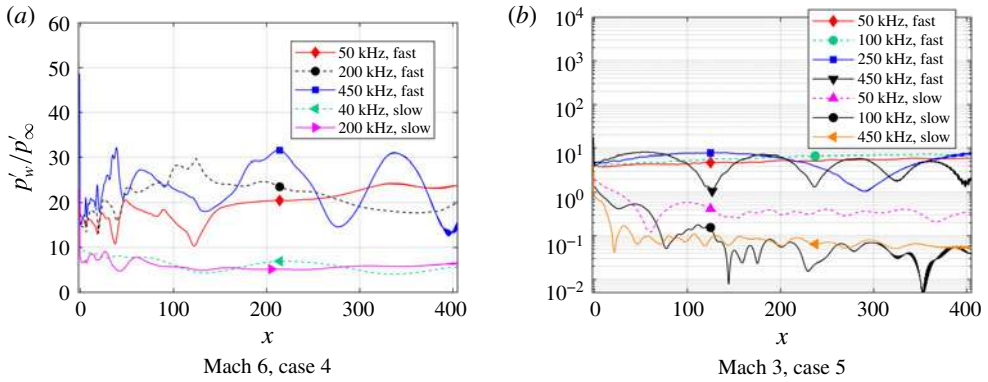 (a)
60
50
40
30
20
10
0
p′w/p′∞
0 100 200 300 400
x
50 kHz, fast
200 kHz, fast
450 kHz, fast
40 kHz, slow
200 kHz, slow
Mach 6, case 4
(b)
10⁴
10³
10²
10¹
10⁰
10⁻¹
10⁻²
0 100 200 300 400
x
50 kHz, fast
100 kHz, fast
250 kHz, fast
450 kHz, fast
50 kHz, slow
100 kHz, slow
450 kHz, slow
Mach 3, case 5